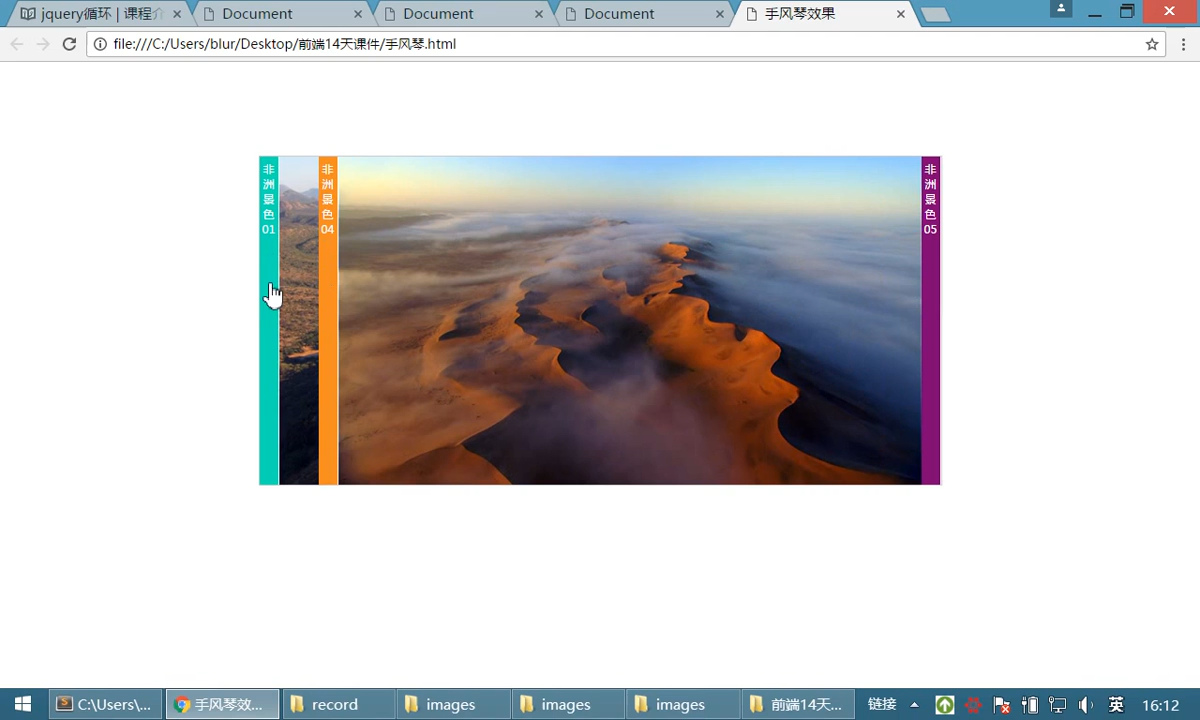 jquery循环 | 课程介
Document
Document
Document
手风琴效果
file:///C:/Users/blur/Desktop/前端14天课件/手风琴.html
非
洲
景
色
01
非
洲
景
色
04
非
洲
景
色
05
C:\Users\...
手风琴效...
record
images
images
images
前端14天...
链接
英
16:12